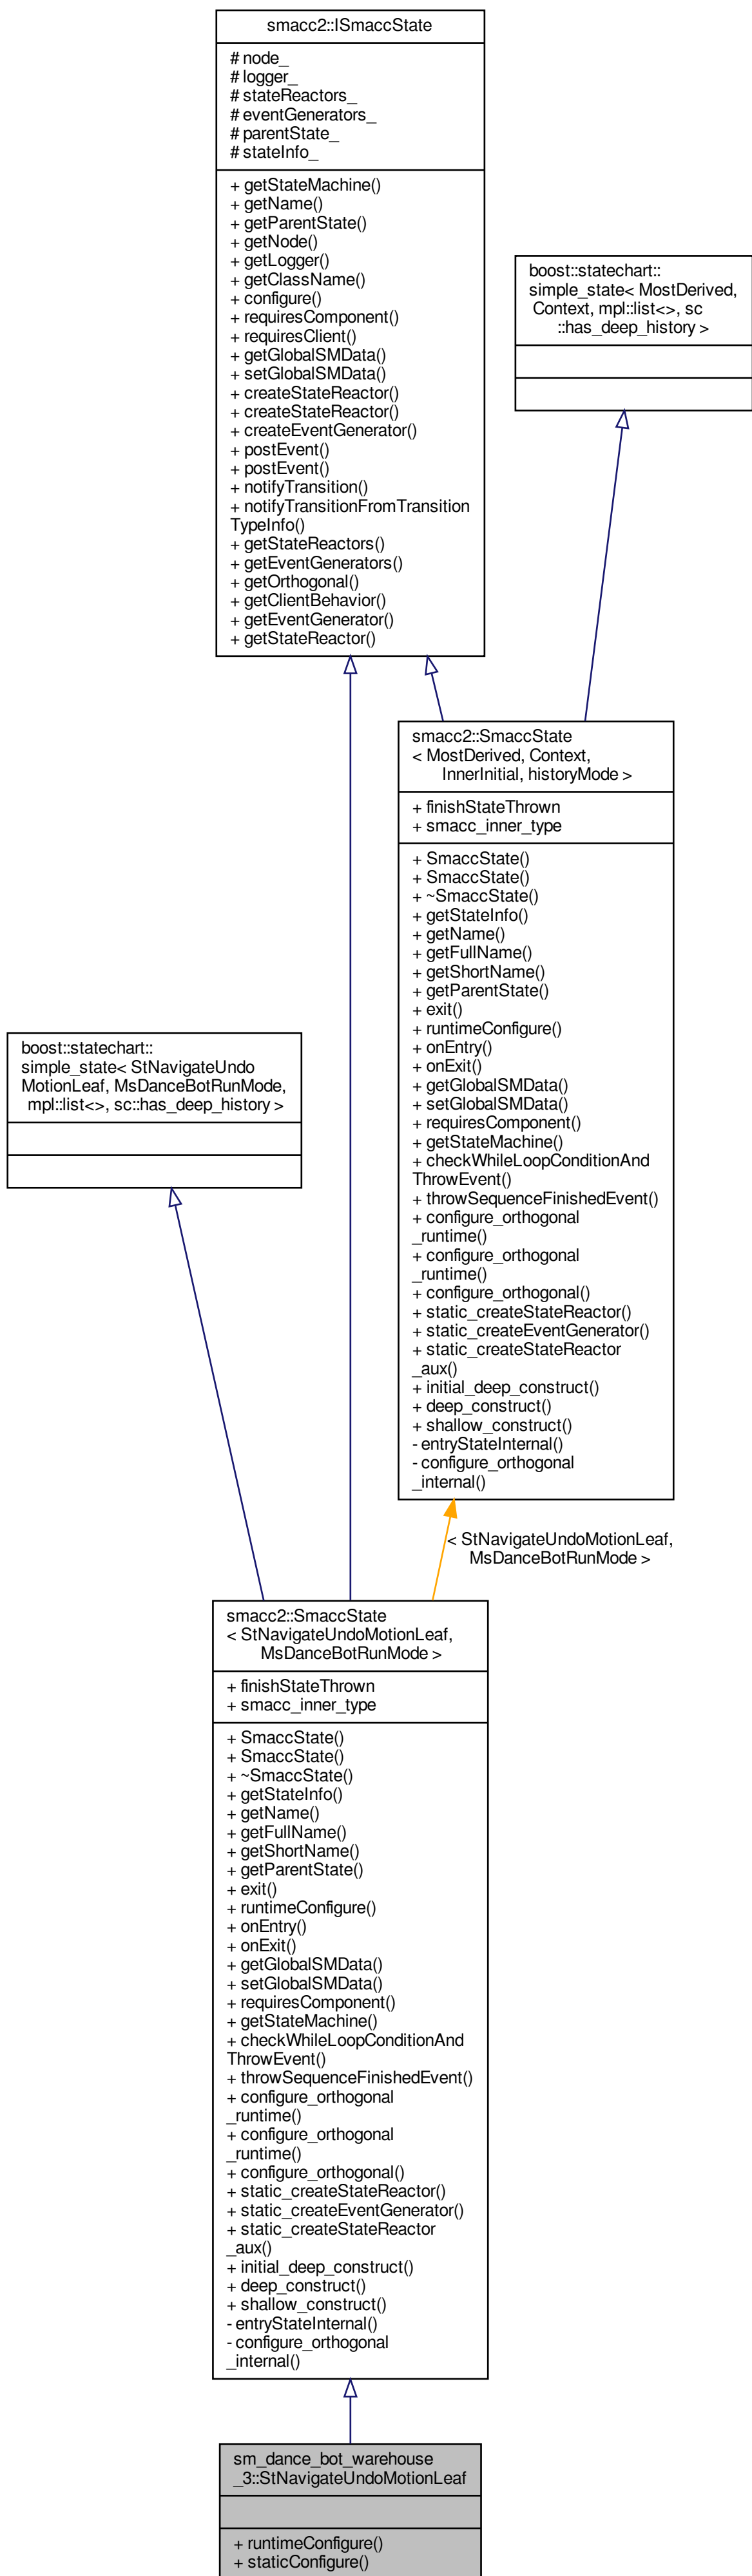 smacc2::ISmaccState
# node_
# logger_
# stateReactors_
# eventGenerators_
# parentState_
# stateInfo_
+ getStateMachine()
+ getName()
+ getParentState()
+ getNode()
+ getLogger()
+ getClassName()
+ configure()
+ requiresComponent()
+ requiresClient()
+ getGlobalSMData()
+ setGlobalSMData()
+ createStateReactor()
+ createStateReactor()
+ createEventGenerator()
+ postEvent()
+ postEvent()
+ notifyTransition()
+ notifyTransitionFromTransition
TypeInfo()
+ getStateReactors()
+ getEventGenerators()
+ getOrthogonal()
+ getClientBehavior()
+ getEventGenerator()
+ getStateReactor()
boost::statechart::
simple_state< MostDerived,
Context, mpl::list<>, sc
::has_deep_history >
smacc2::SmaccState
< MostDerived, Context,
InnerInitial, historyMode >
+ finishStateThrown
+ smacc_inner_type
+ SmaccState()
+ SmaccState()
+ ~SmaccState()
+ getStateInfo()
+ getName()
+ getFullName()
+ getShortName()
+ getParentState()
+ exit()
+ runtimeConfigure()
+ onEntry()
+ onExit()
+ getGlobalSMData()
+ setGlobalSMData()
+ requiresComponent()
+ getStateMachine()
+ checkWhileLoopConditionAnd
ThrowEvent()
+ throwSequenceFinishedEvent()
+ configure_orthogonal
_runtime()
+ configure_orthogonal
_runtime()
+ configure_orthogonal()
+ static_createStateReactor()
+ static_createEventGenerator()
+ static_createStateReactor
_aux()
+ initial_deep_construct()
+ deep_construct()
+ shallow_construct()
- entryStateInternal()
- configure_orthogonal
_internal()
boost::statechart::
simple_state< StNavigateUndo
MotionLeaf, MsDanceBotRunMode,
mpl::list<>, sc::has_deep_history >
< StNavigateUndoMotionLeaf,
MsDanceBotRunMode >
smacc2::SmaccState
< StNavigateUndoMotionLeaf,
MsDanceBotRunMode >
+ finishStateThrown
+ smacc_inner_type
+ SmaccState()
+ SmaccState()
+ ~SmaccState()
+ getStateInfo()
+ getName()
+ getFullName()
+ getShortName()
+ getParentState()
+ exit()
+ runtimeConfigure()
+ onEntry()
+ onExit()
+ getGlobalSMData()
+ setGlobalSMData()
+ requiresComponent()
+ getStateMachine()
+ checkWhileLoopConditionAnd
ThrowEvent()
+ throwSequenceFinishedEvent()
+ configure_orthogonal
_runtime()
+ configure_orthogonal
_runtime()
+ configure_orthogonal()
+ static_createStateReactor()
+ static_createEventGenerator()
+ static_createStateReactor
_aux()
+ initial_deep_construct()
+ deep_construct()
+ shallow_construct()
- entryStateInternal()
- configure_orthogonal
_internal()
sm_dance_bot_warehouse
_3::StNavigateUndoMotionLeaf
+ runtimeConfigure()
+ staticConfigure()